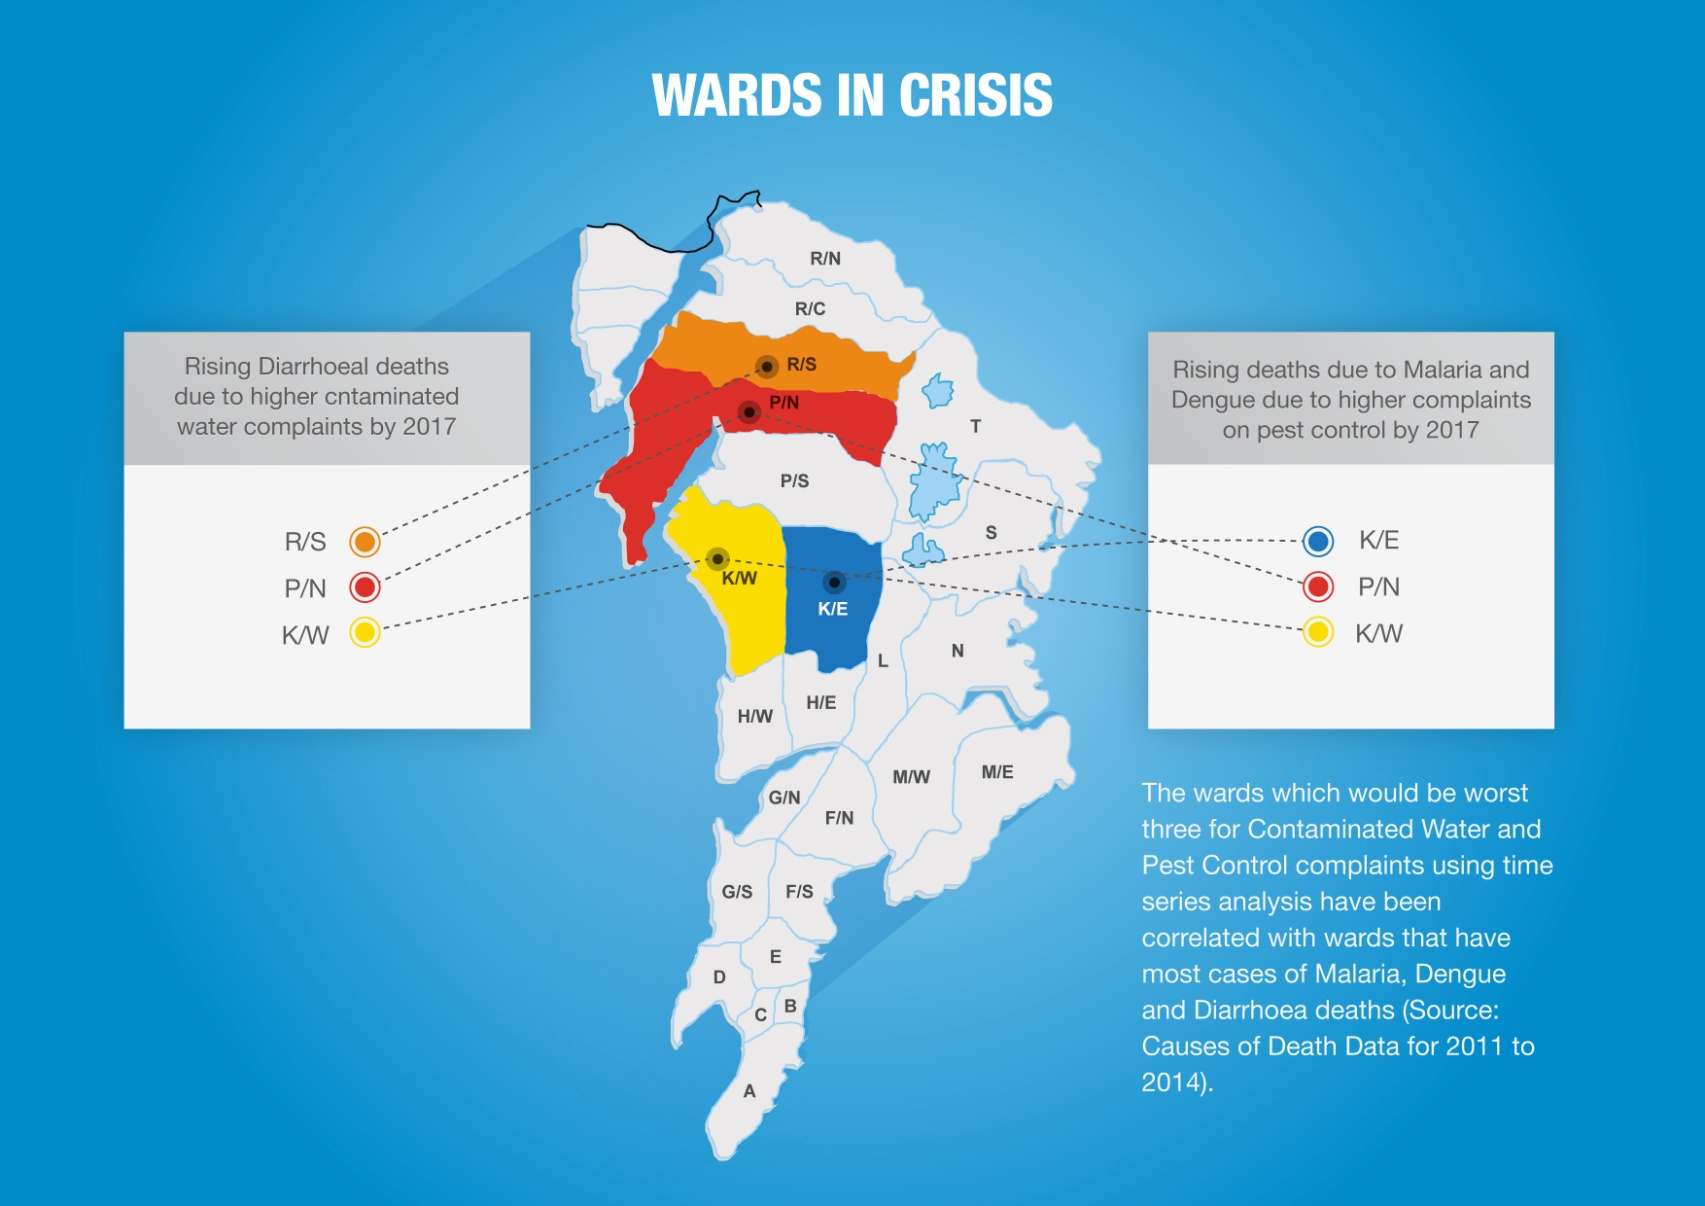 WARDS IN CRISIS
Rising Diarrhoeal deaths
due to higher cntaminated
water complaints by 2017
R/S
P/N
K/W
R/N
R/C
R/S
P/N
T
P/S
S
K/W
K/E
L
N
H/W
H/E
M/W
M/E
G/N
F/N
G/S
F/S
E
D
B
C
A
Rising deaths due to Malaria and
Dengue due to higher complaints
on pest control by 2017
K/E
P/N
K/W
The wards which would be worst
three for Contaminated Water and
Pest Control complaints using time
series analysis have been
correlated with wards that have
most cases of Malaria, Dengue
and Diarrhoea deaths (Source:
Causes of Death Data for 2011 to
2014).